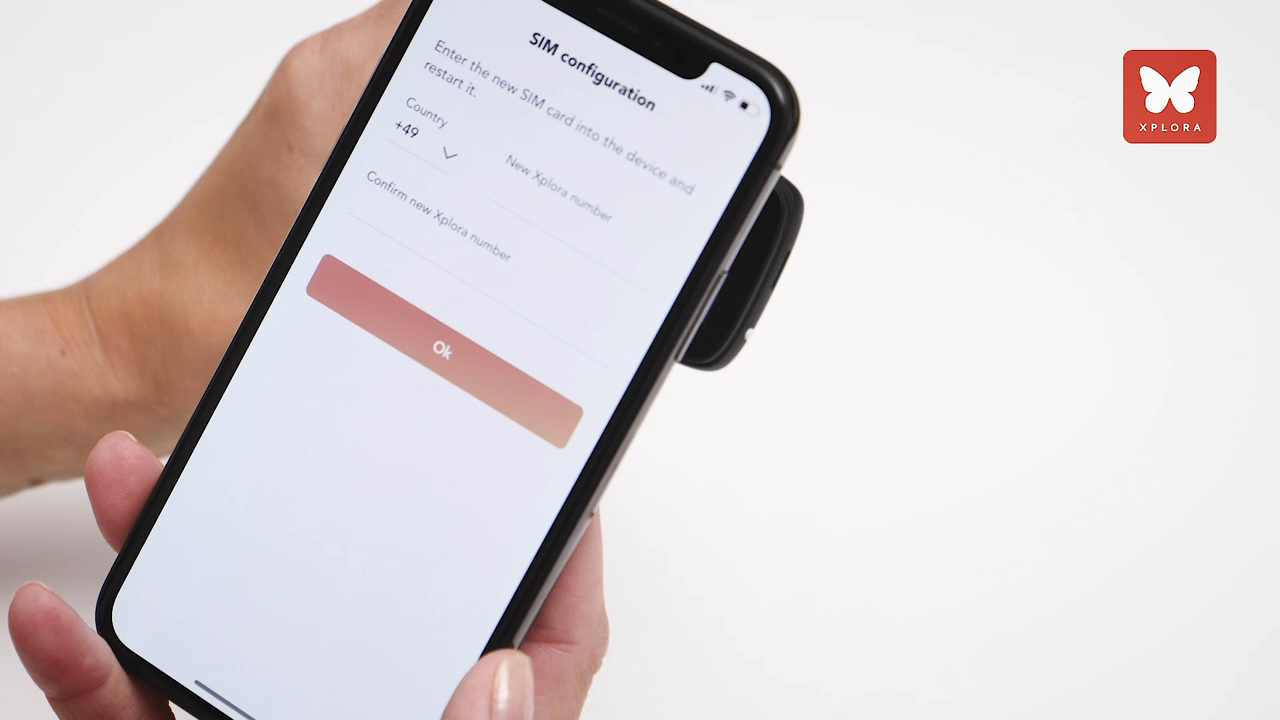 SIM configuration
Enter the new SIM card into the device and
restart it.
Country
+49
New Xplora number
Confirm new Xplora number
Ok
XPLORA